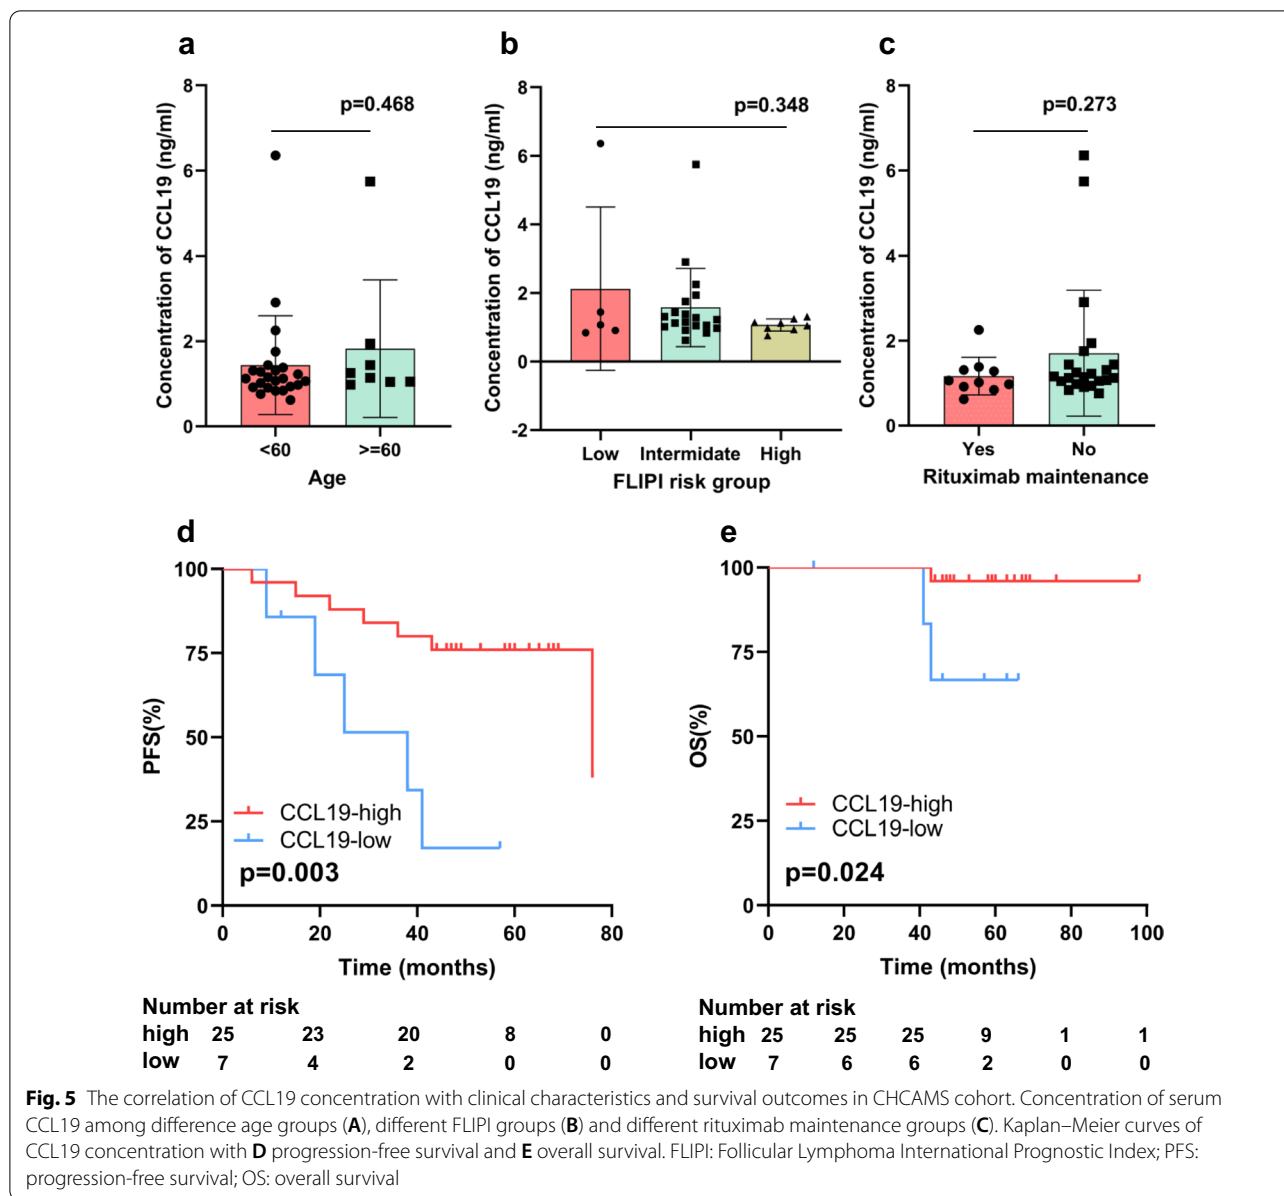 a
b
c
Concentration of CCL19 (ng/ml)
8
6
4
2
0
p=0.468
<60
>=60
Age
Concentration of CCL19 (ng/ml)
8
6
4
2
0
-2
p=0.348
Low
Intermidate
High
FLIPI risk group
Concentration of CCL19 (ng/ml)
8
6
4
2
0
p=0.273
Yes
No
Rituximab maintenance
d
e
PFS(%)
100
75
50
25
0
CCL19-high
CCL19-low
p=0.003
0 20 40 60 80
Time (months)
Number at risk
high 25 23 20 8 0
low 7 4 2 0 0
OS(%)
100
75
50
25
0
CCL19-high
CCL19-low
p=0.024
0 20 40 60 80 100
Time (months)
Number at risk
high 25 25 25 9 1 1
low 7 6 6 2 0 0
Fig. 5 The correlation of CCL19 concentration with clinical characteristics and survival outcomes in CHCAMS cohort. Concentration of serum
CCL19 among difference age groups (A), different FLIPI groups (B) and different rituximab maintenance groups (C). Kaplan–Meier curves of
CCL19 concentration with D progression-free survival and E overall survival. FLIPI: Follicular Lymphoma International Prognostic Index; PFS:
progression-free survival; OS: overall survival